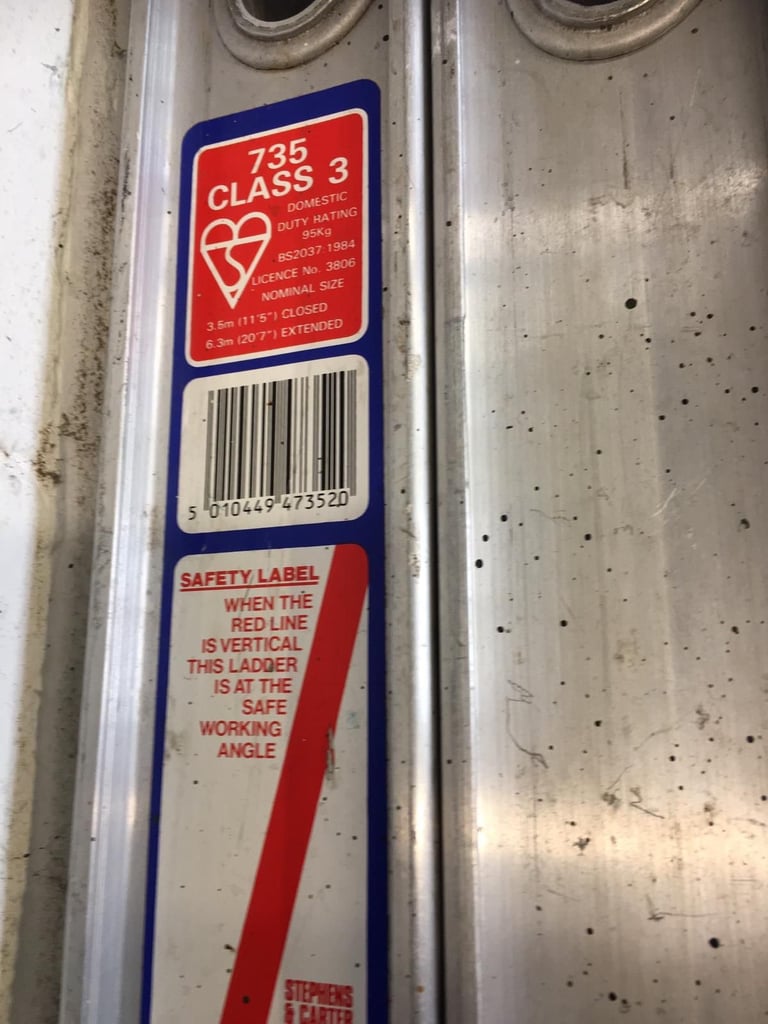 735
CLASS 3
DOMESTIC
DUTY RATING
95Kg
BS2037:1984
LICENCE No. 3806
NOMINAL SIZE
3.5m (11'5") CLOSED
6.3m (20'7") EXTENDED
5 010449 473520
SAFETY LABEL
WHEN THE
RED LINE
IS VERTICAL
THIS LADDER
IS AT THE
SAFE
WORKING
ANGLE
STEPHENS
& CARTER